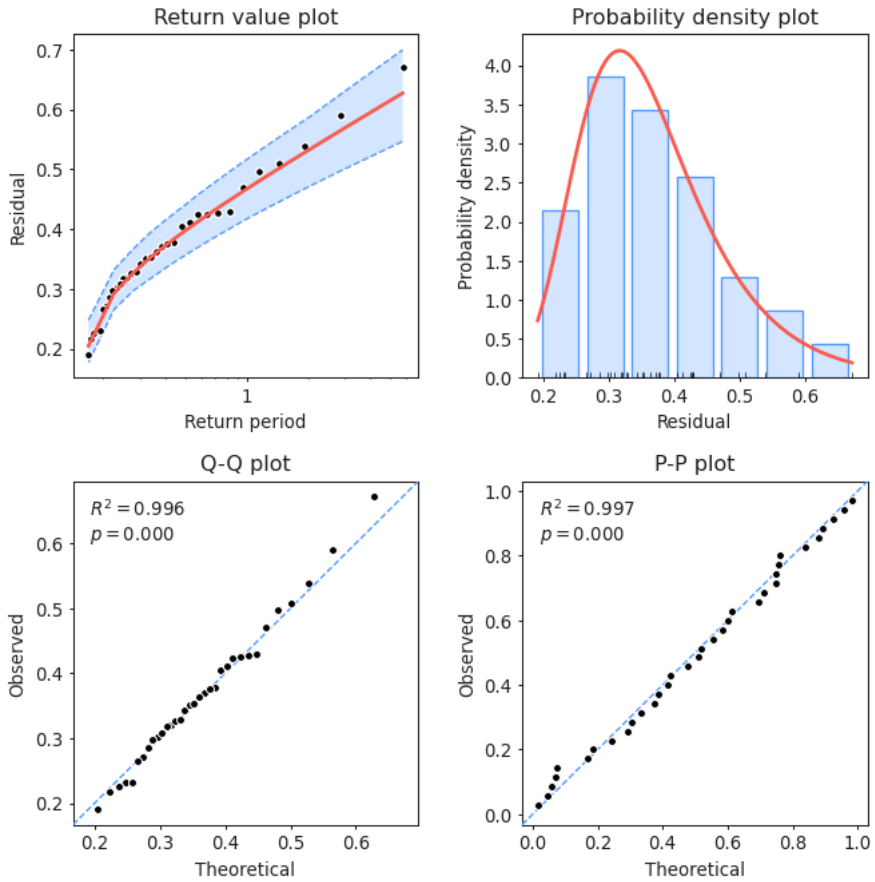 Return value plot
0.7
0.6
0.5
0.4
0.3
0.2
Residual
1
Return period
Probability density plot
4.0
3.5
3.0
2.5
2.0
1.5
1.0
0.5
0.0
Probability density
0.2 0.3 0.4 0.5 0.6
Residual
Q-Q plot
R² = 0.996
p = 0.000
0.6
0.5
0.4
0.3
0.2
Observed
0.2 0.3 0.4 0.5 0.6
Theoretical
P-P plot
R² = 0.997
p = 0.000
1.0
0.8
0.6
0.4
0.2
0.0
Observed
0.0 0.2 0.4 0.6 0.8 1.0
Theoretical